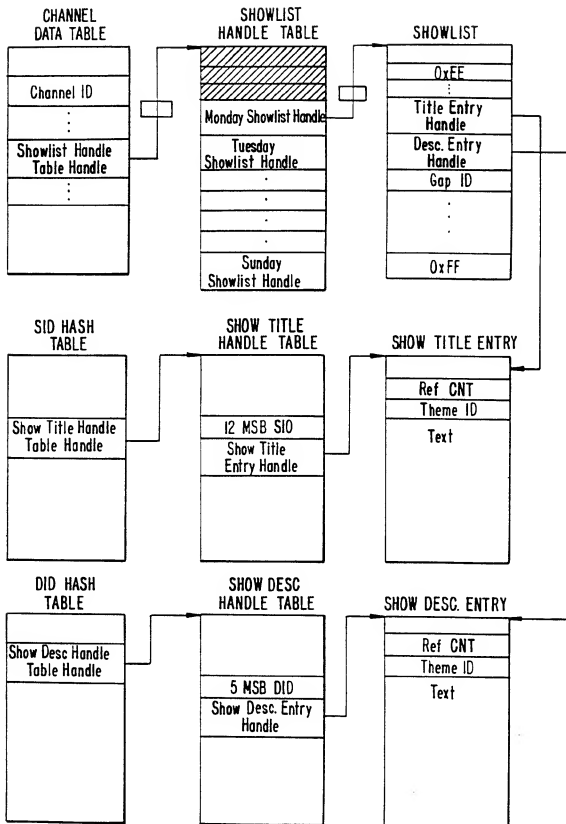 CHANNEL
DATA TABLE
Channel ID
Showlist Handle
Table Handle
SHOWLIST
HANDLE TABLE
Monday Showlist Handle
Tuesday
Showlist Handle
Sunday
Showlist Handle
SHOWLIST
0xEE
Title Entry
Handle
Desc. Entry
Handle
Gap ID
0xFF
SID HASH
TABLE
Show Title Handle
Table Handle
SHOW TITLE
HANDLE TABLE
12 MSB SIO
Show Title
Entry Handle
SHOW TITLE ENTRY
Ref CNT
Theme ID
Text
DID HASH
TABLE
Show Desc Handle
Table Handle
SHOW DESC
HANDLE TABLE
5 MSB DID
Show Desc. Entry
Handle
SHOW DESC. ENTRY
Ref CNT
Theme ID
Text